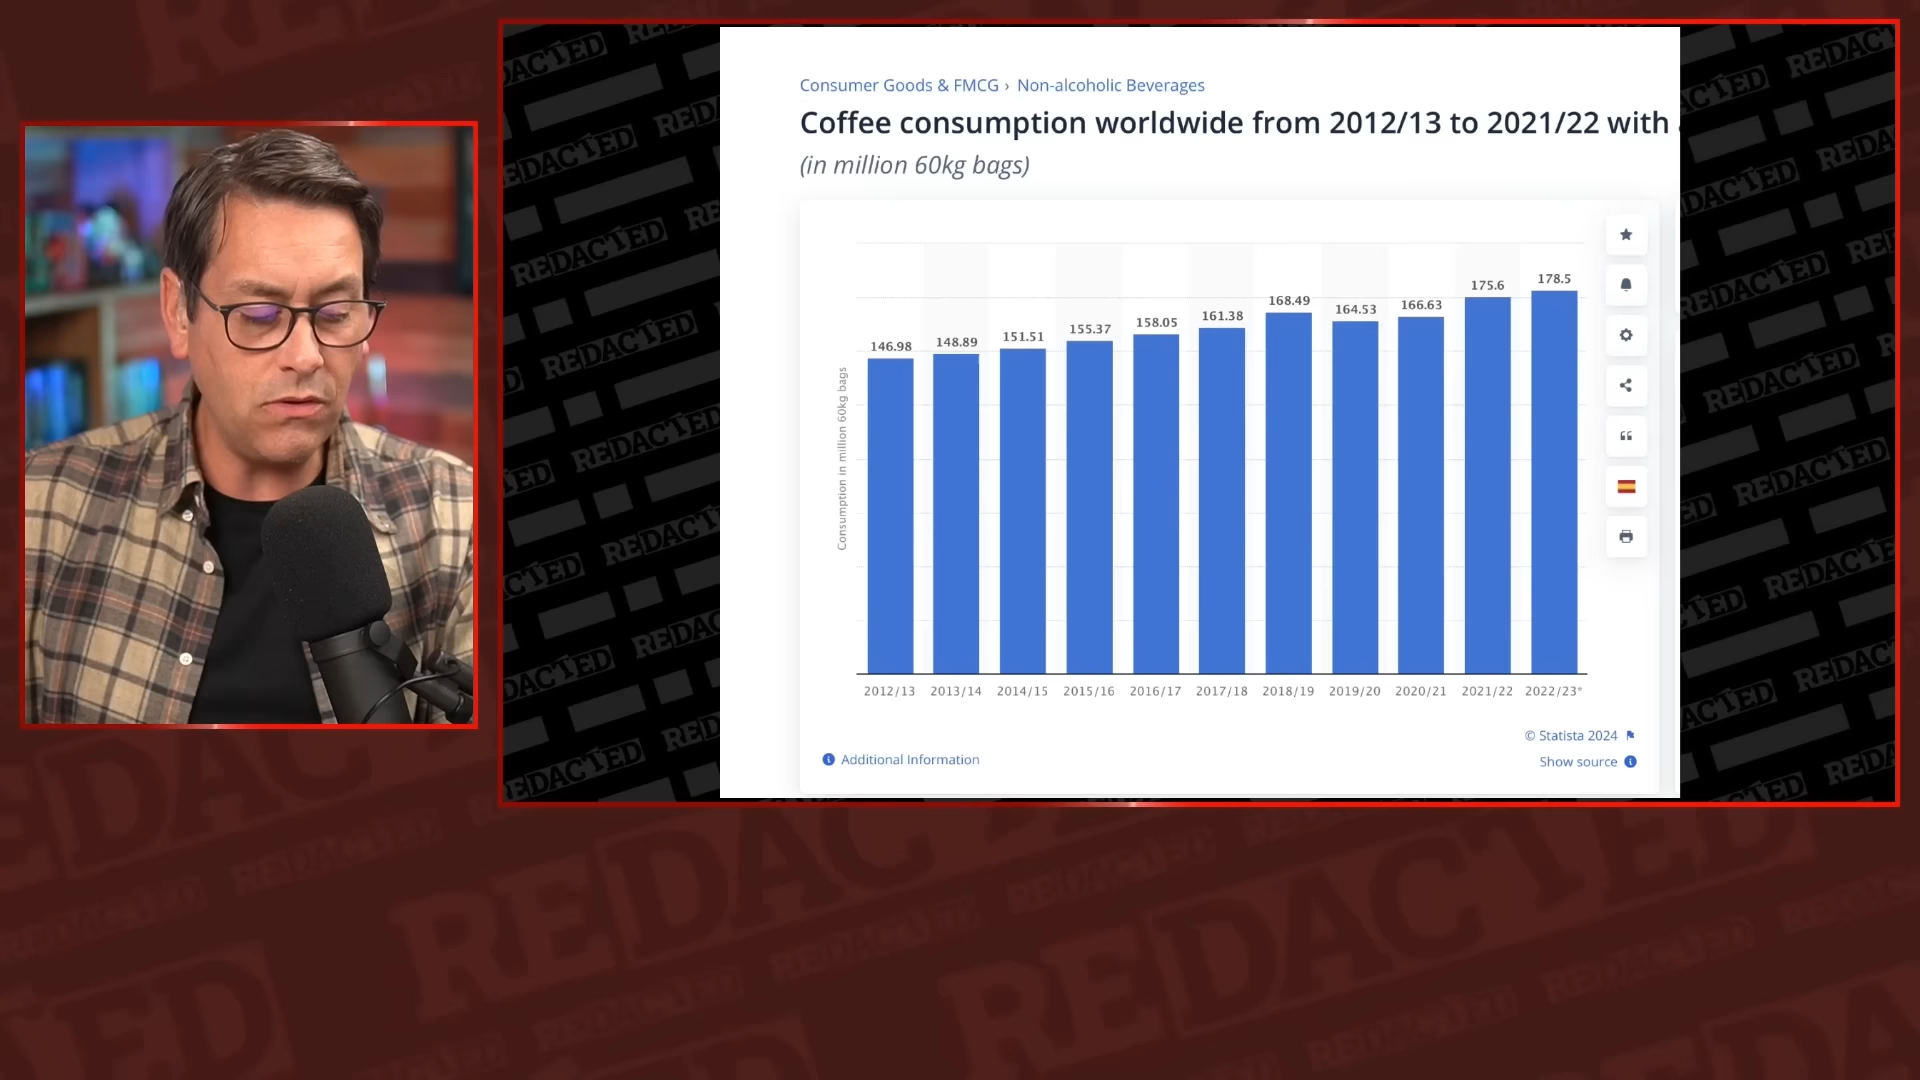 Consumer Goods & FMCG › Non-alcoholic Beverages
Coffee consumption worldwide from 2012/13 to 2021/22 with
(in million 60kg bags)
Consumption in million 60kg bags
146.98
148.89
151.51
155.37
158.05
161.38
168.49
164.53
166.63
175.6
178.5
2012/13 2013/14 2014/15 2015/16 2016/17 2017/18 2018/19 2019/20 2020/21 2021/22 2022/23*
© Statista 2024
Additional Information
Show source
REDACTED